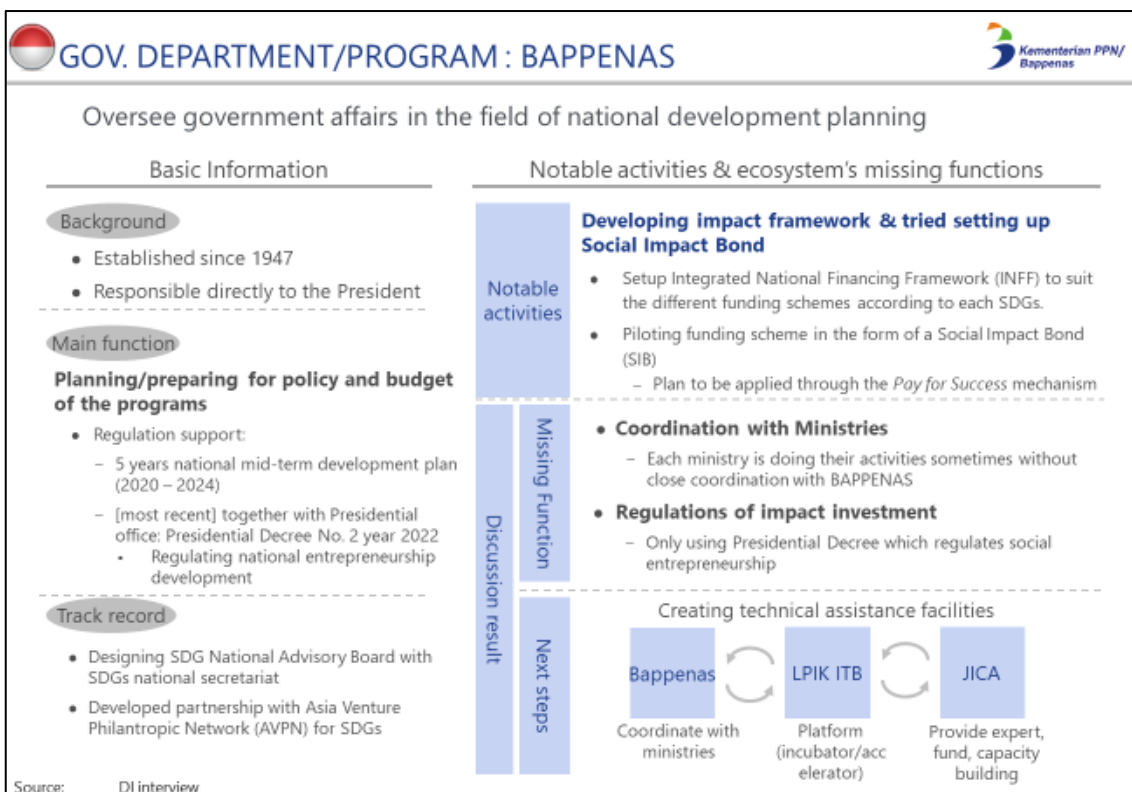 GOV. DEPARTMENT/PROGRAM : BAPPENAS
Kementerian PPN/
Bappenas
Oversee government affairs in the field of national development planning
Basic Information
Background
• Established since 1947
• Responsible directly to the President
Main function
Planning/preparing for policy and budget
of the programs
• Regulation support:
– 5 years national mid-term development plan
(2020 – 2024)
– [most recent] together with Presidential
office: Presidential Decree No. 2 year 2022
• Regulating national entrepreneurship
development
Track record
• Designing SDG National Advisory Board with
SDGs national secretariat
• Developed partnership with Asia Venture
Philantropic Network (AVPN) for SDGs
Notable activities & ecosystem's missing functions
Notable
activities
Developing impact framework & tried setting up
Social Impact Bond
• Setup Integrated National Financing Framework (INFF) to suit
the different funding schemes according to each SDGs.
• Piloting funding scheme in the form of a Social Impact Bond
(SIB)
– Plan to be applied through the Pay for Success mechanism
Discussion result
Missing Function
• Coordination with Ministries
– Each ministry is doing their activities sometimes without
close coordination with BAPPENAS
• Regulations of impact investment
– Only using Presidential Decree which regulates social
entrepreneurship
Next steps
Creating technical assistance facilities
Bappenas
LPIK ITB
JICA
Coordinate with
ministries
Platform
(incubator/acc
elerator)
Provide expert,
fund, capacity
building
Source: DI interview